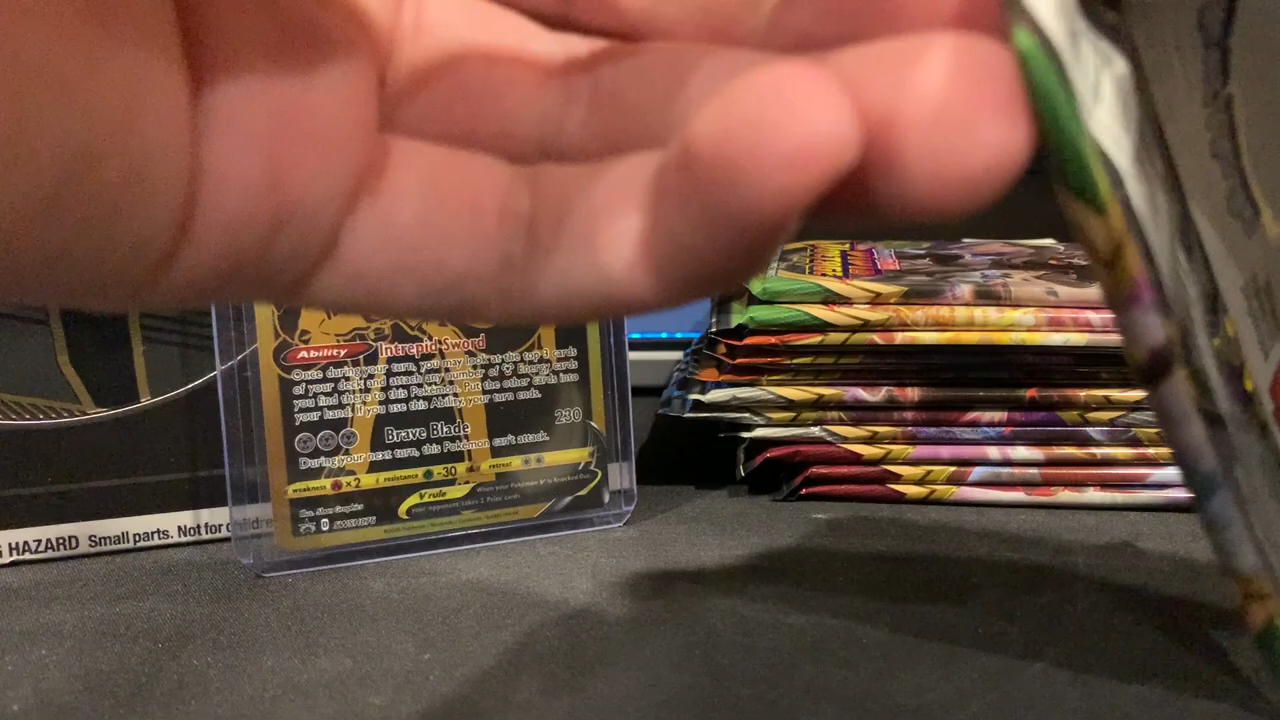 Ability Intrepid Sword
Once during your turn, you may look at the top 3 cards
of your deck and attach any number of Energy cards
you find there to this Pokémon. Put the other cards into
your hand. If you use this Ability, your turn ends.
Brave Blade 230
During your next turn, this Pokémon can't attack.
weakness ×2 resistance -30 retreat
V rule When your Pokémon V is Knocked Out,
your opponent takes 2 Prize cards.
Illus.
D SWSH076
HAZARD Small parts. Not for childre